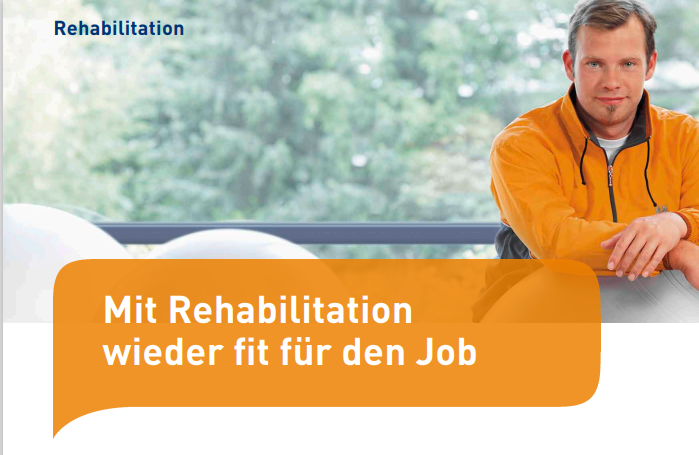 Rehabilitation
Mit Rehabilitation
wieder fit für den Job